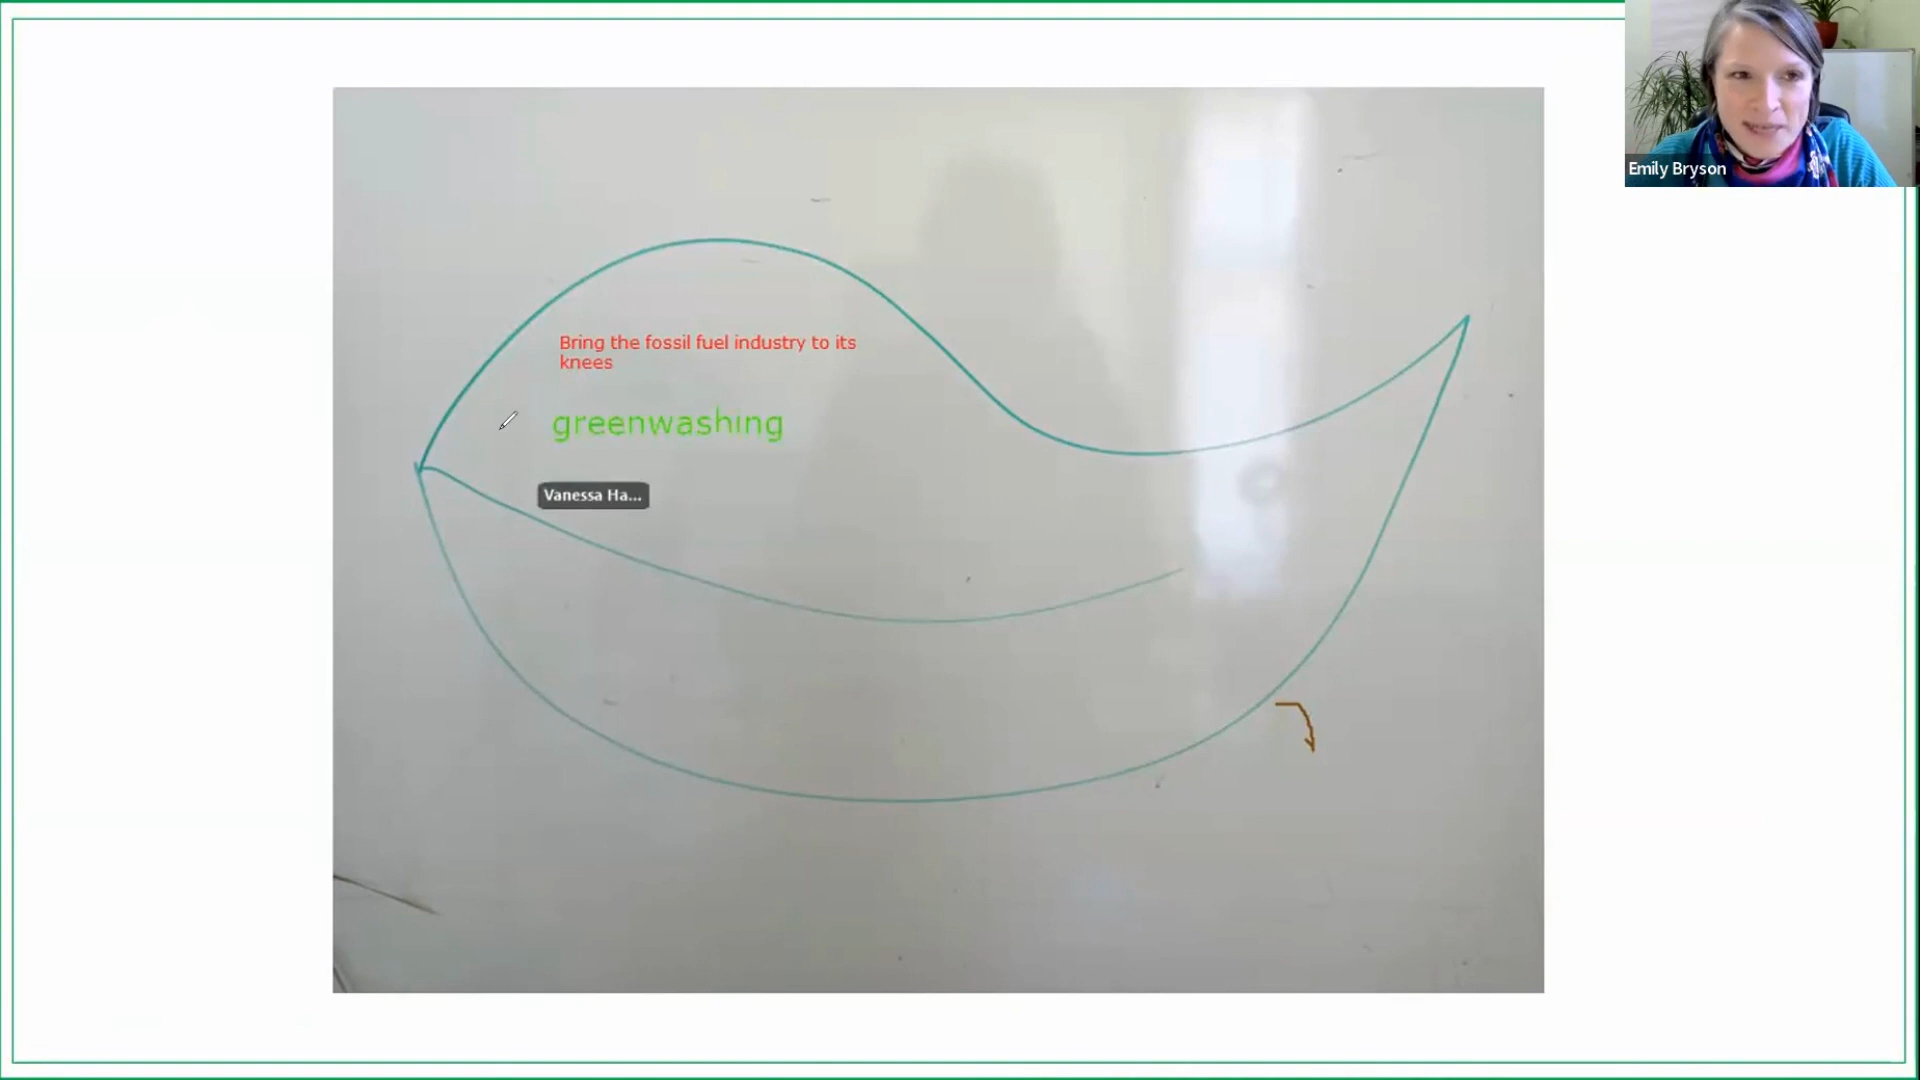 Emily Bryson
Bring the fossil fuel industry to its
knees
greenwashing
Vanessa Ha...